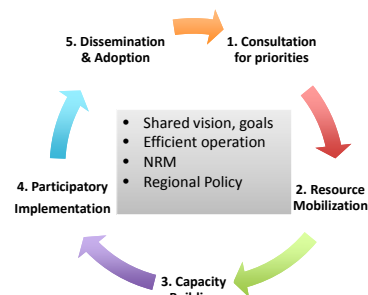 5. Dissemination
& Adoption
1. Consultation
for priorities
• Shared vision, goals
• Efficient operation
• NRM
• Regional Policy
4. Participatory
Implementation
2. Resource
Mobilization
3. Capacity